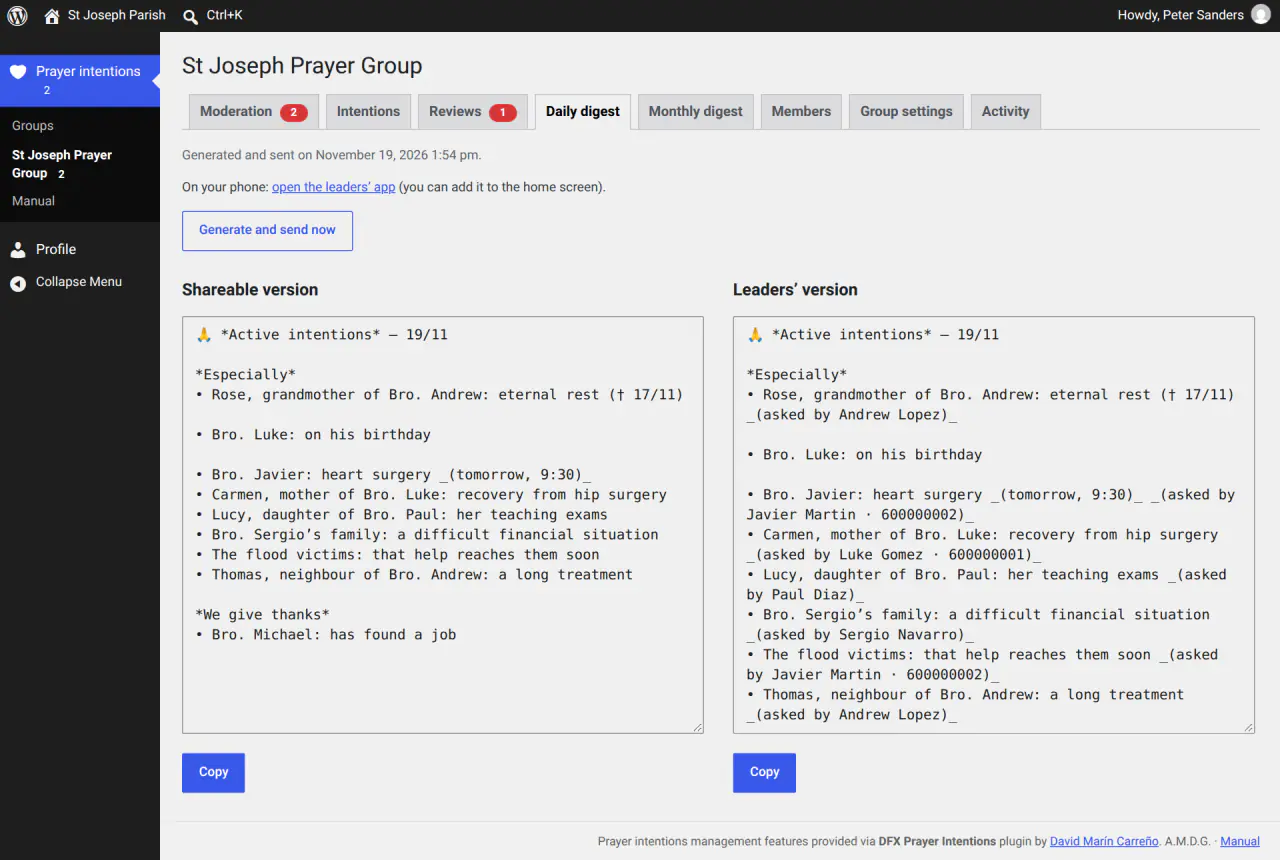 St Joseph Parish
Ctrl+K
Howdy, Peter Sanders
Prayer intentions
2
Groups
St Joseph Prayer
Group 2
Manual
Profile
Collapse Menu
St Joseph Prayer Group
Moderation 2
Intentions
Reviews 1
Daily digest
Monthly digest
Members
Group settings
Activity
Generated and sent on November 19, 2026 1:54 pm.
On your phone: open the leaders’ app (you can add it to the home screen).
Generate and send now
Shareable version
🙏 *Active intentions* — 19/11
*Especially*
• Rose, grandmother of Bro. Andrew: eternal rest († 17/11)
• Bro. Luke: on his birthday
• Bro. Javier: heart surgery _(tomorrow, 9:30)_
• Carmen, mother of Bro. Luke: recovery from hip surgery
• Lucy, daughter of Bro. Paul: her teaching exams
• Bro. Sergio’s family: a difficult financial situation
• The flood victims: that help reaches them soon
• Thomas, neighbour of Bro. Andrew: a long treatment
*We give thanks*
• Bro. Michael: has found a job
Copy
Leaders’ version
🙏 *Active intentions* — 19/11
*Especially*
• Rose, grandmother of Bro. Andrew: eternal rest († 17/11)
_(asked by Andrew Lopez)_
• Bro. Luke: on his birthday
• Bro. Javier: heart surgery _(tomorrow, 9:30)_ _(asked by
Javier Martin · 600000002)_
• Carmen, mother of Bro. Luke: recovery from hip surgery
_(asked by Luke Gomez · 600000001)_
• Lucy, daughter of Bro. Paul: her teaching exams _(asked
by Paul Diaz)_
• Bro. Sergio’s family: a difficult financial situation
_(asked by Sergio Navarro)_
• The flood victims: that help reaches them soon _(asked
by Javier Martin · 600000002)_
• Thomas, neighbour of Bro. Andrew: a long treatment
_(asked by Andrew Lopez)_
Copy
Prayer intentions management features provided via DFX Prayer Intentions plugin by David Marín Carreño. A.M.D.G. · Manual